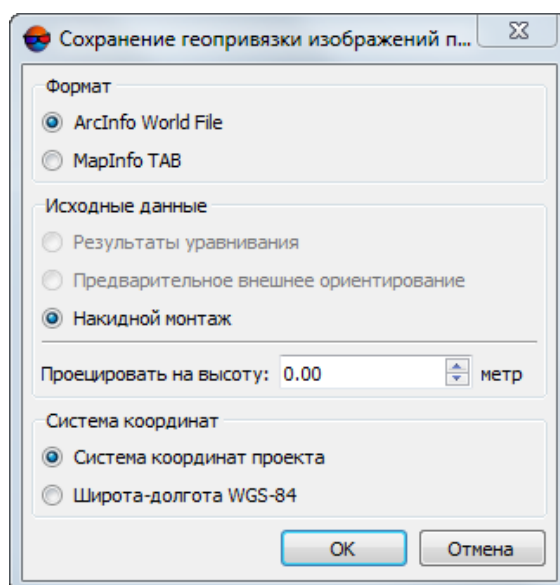 Сохранение геопривязки изображений п...
Формат
ArcInfo World File
MapInfo TAB
Исходные данные
Результаты уравнивания
Предварительное внешнее ориентирование
Накидной монтаж
Проецировать на высоту: 0.00 метр
Система координат
Система координат проекта
Широта-долгота WGS-84
OK Отмена